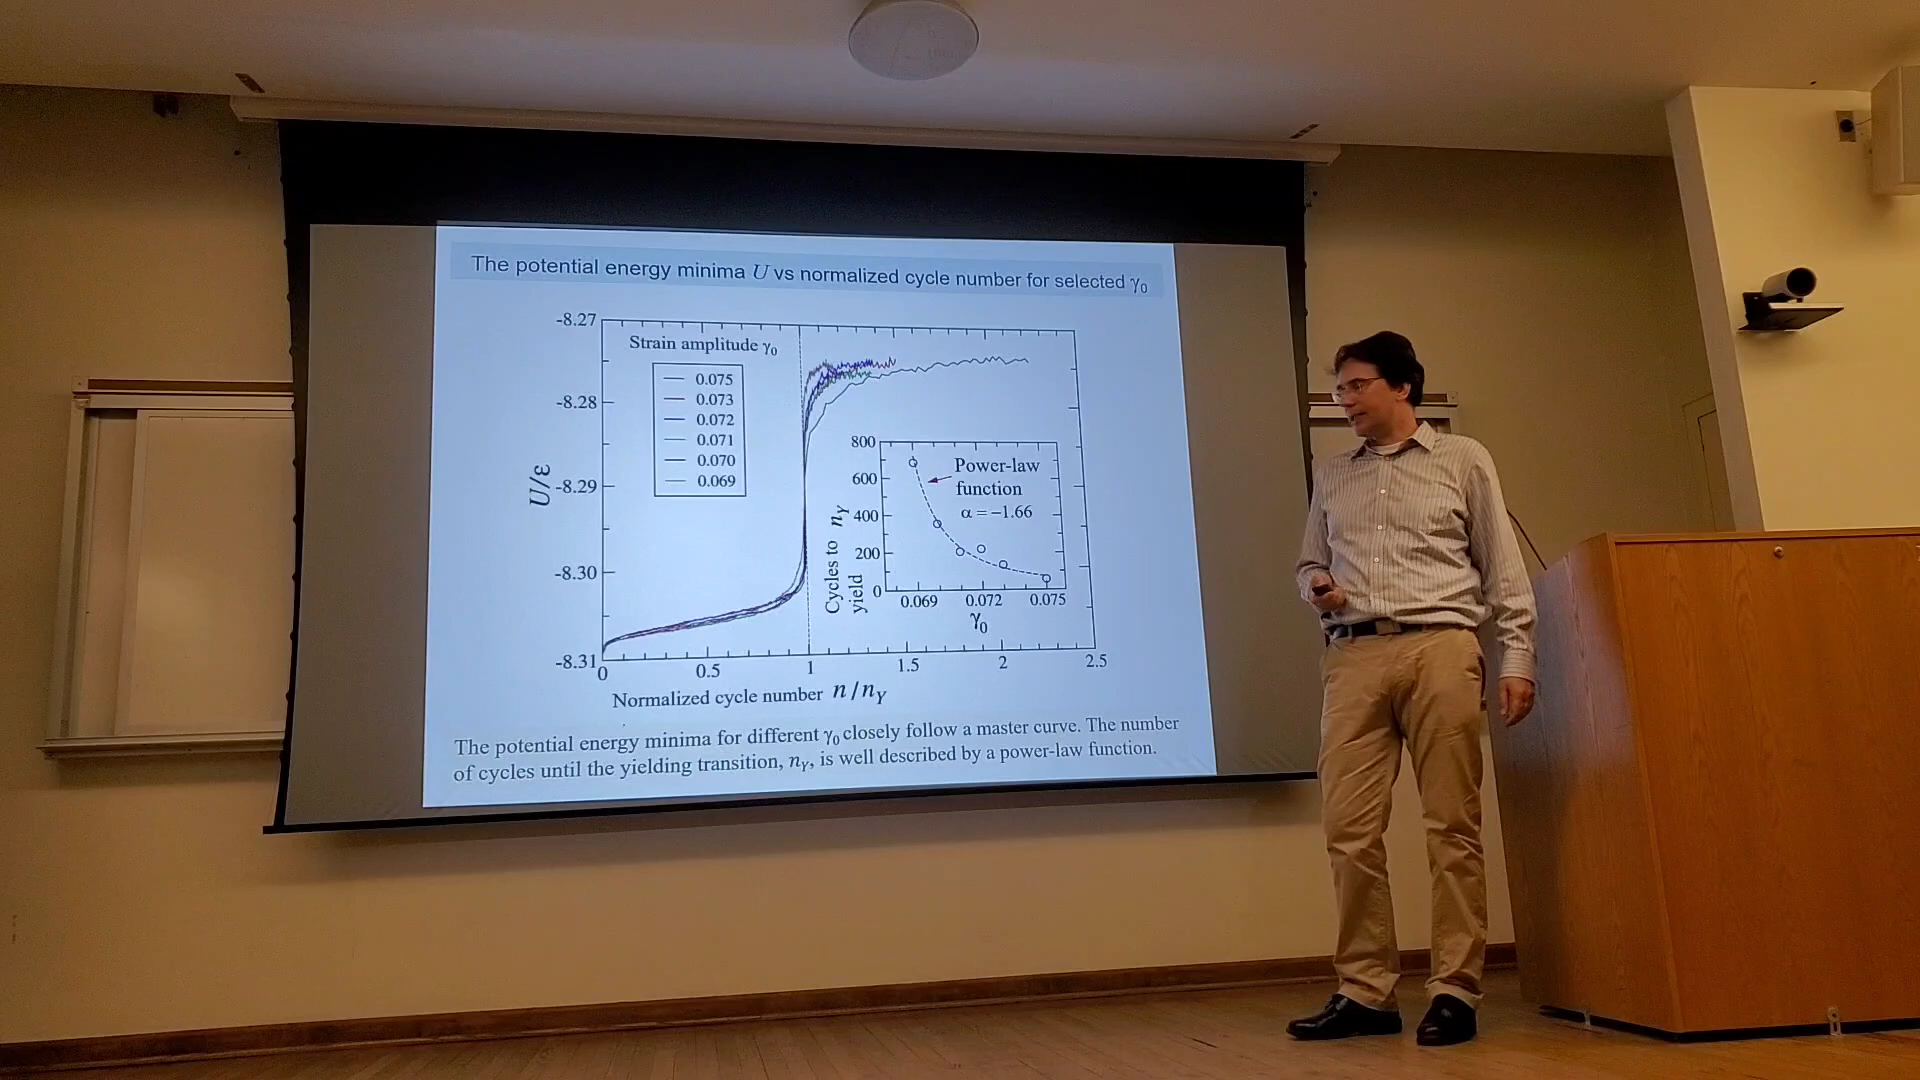 The potential energy minima U vs normalized cycle number for selected γ₀
-8.27
-8.28
-8.29
-8.30
-8.31
U/ε
Strain amplitude γ₀
0.075
0.073
0.072
0.071
0.070
0.069
800
600
400
200
0
Cycles to n_Y
yield
Power-law
function
α = −1.66
0.069 0.072 0.075
γ₀
0 0.5 1 1.5 2 2.5
Normalized cycle number n / n_Y
The potential energy minima for different γ₀ closely follow a master curve. The number
of cycles until the yielding transition, n_Y, is well described by a power-law function.